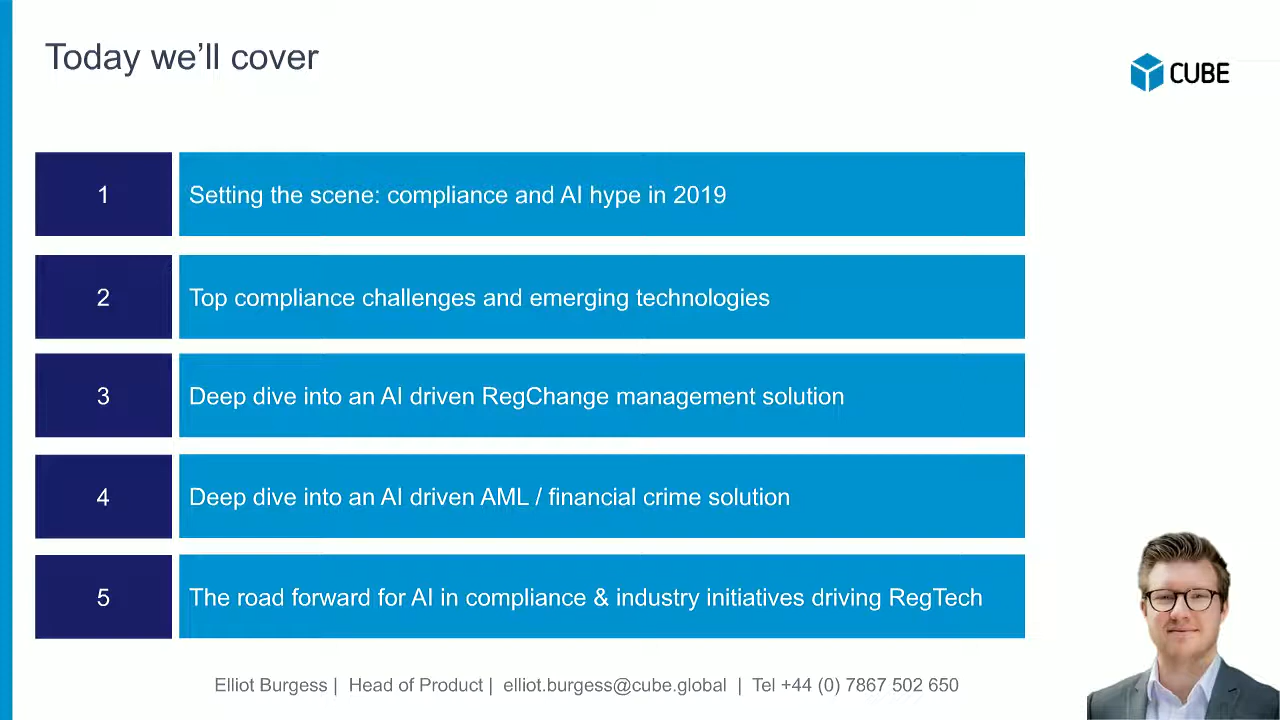 Today we’ll cover
CUBE
1
Setting the scene: compliance and AI hype in 2019
2
Top compliance challenges and emerging technologies
3
Deep dive into an AI driven RegChange management solution
4
Deep dive into an AI driven AML / financial crime solution
5
The road forward for AI in compliance & industry initiatives driving RegTech
Elliot Burgess | Head of Product | elliot.burgess@cube.global | Tel +44 (0) 7867 502 650